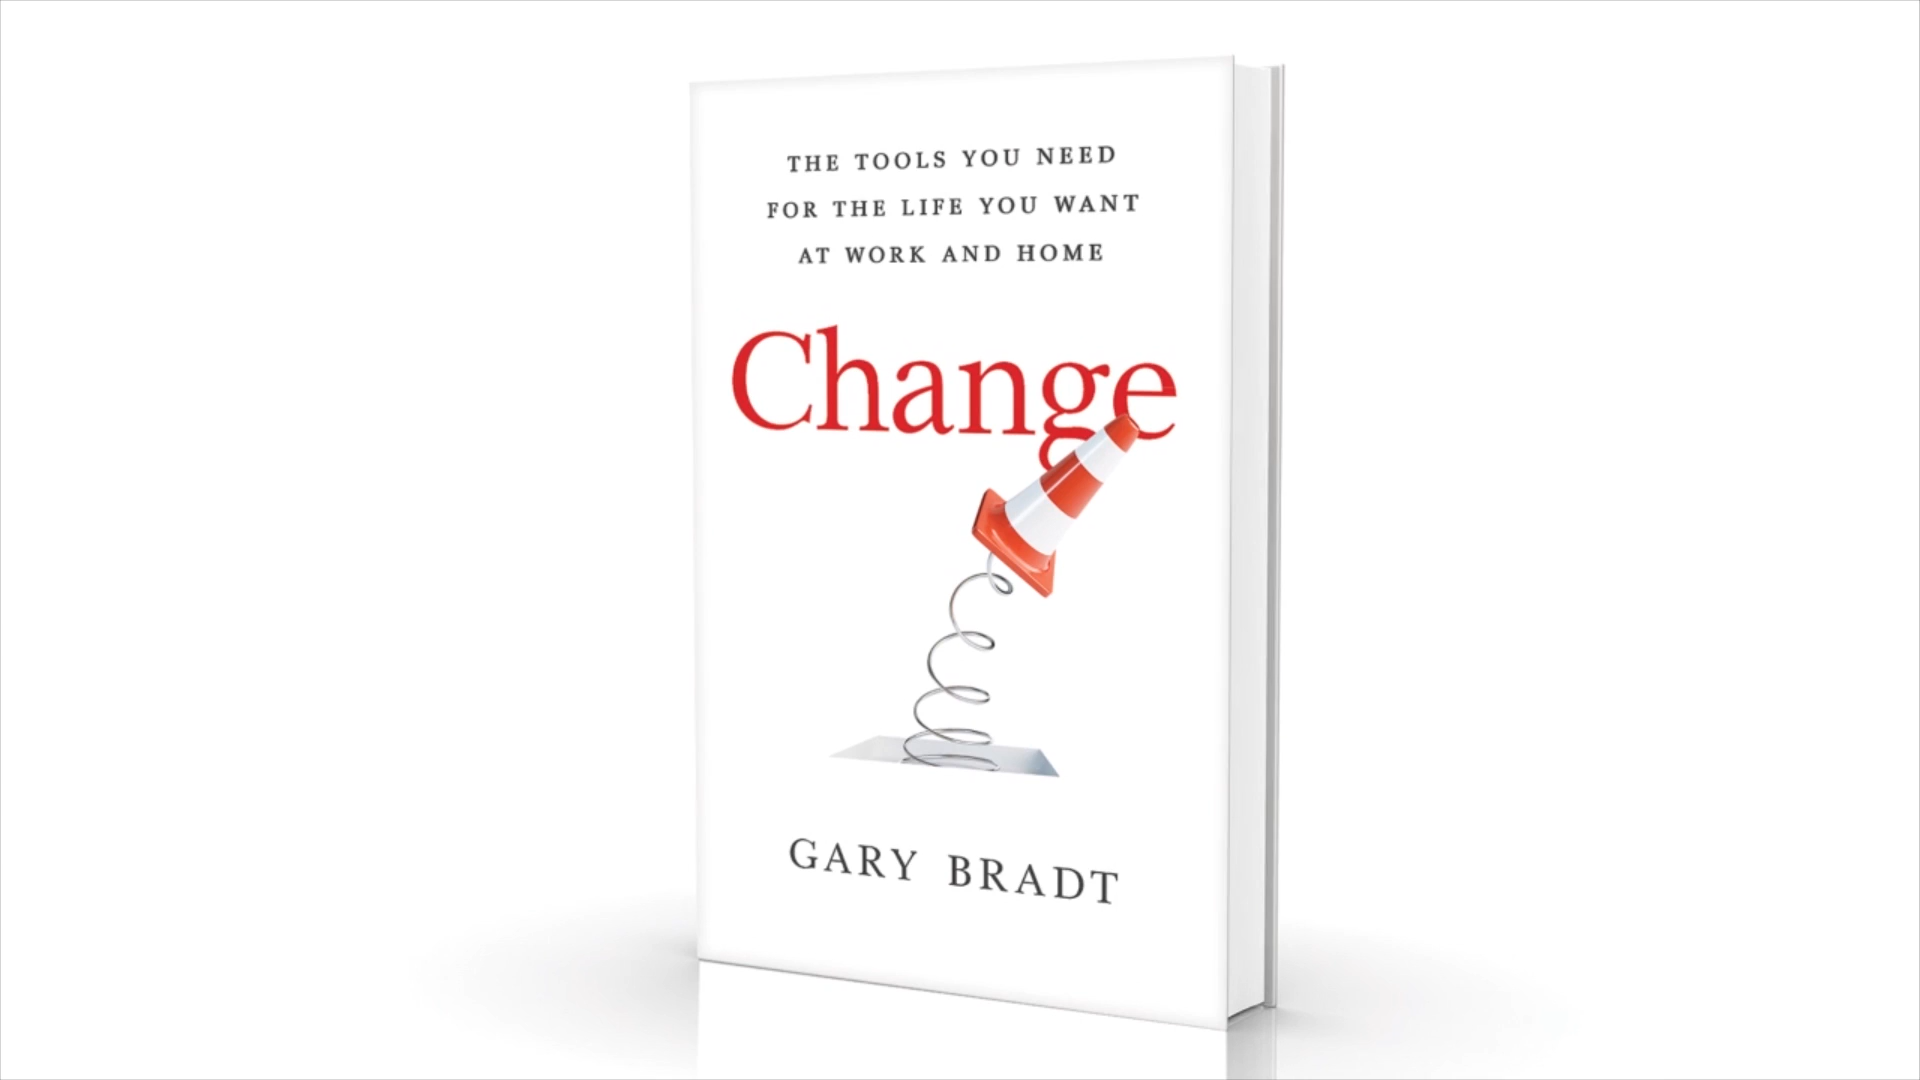 THE TOOLS YOU NEED
FOR THE LIFE YOU WANT
AT WORK AND HOME
Change
GARY BRADT